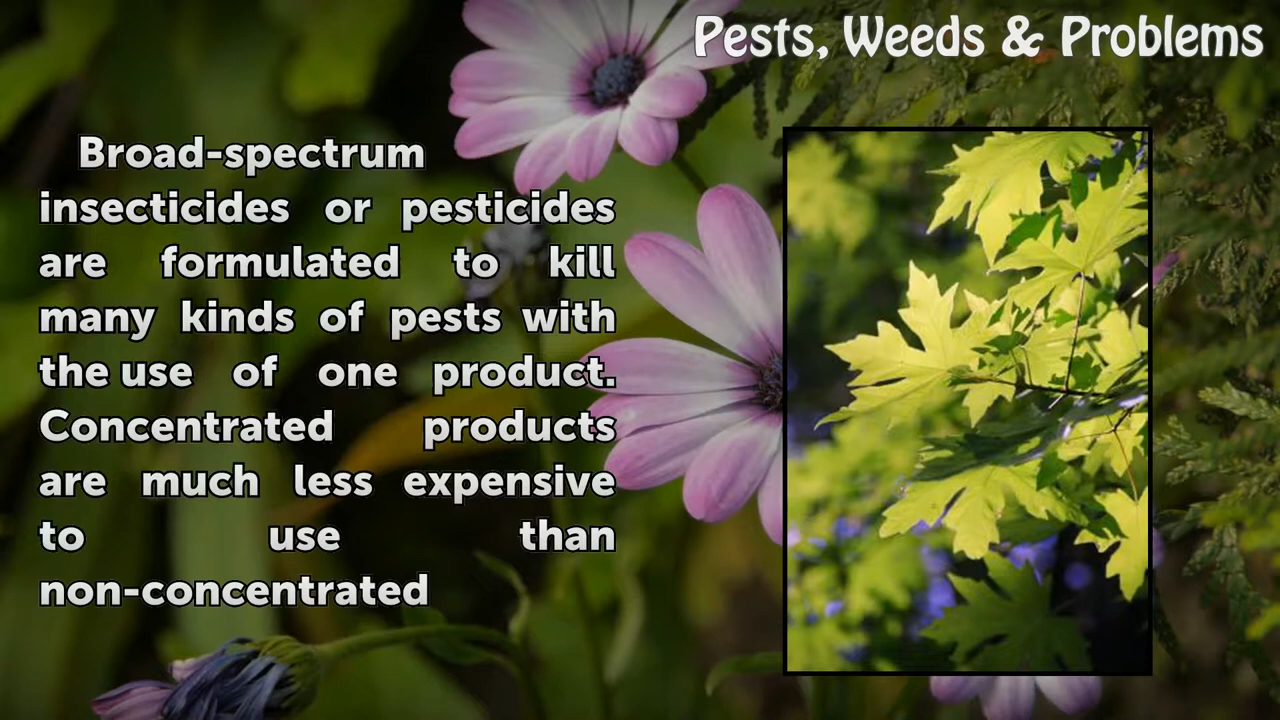 Pests, Weeds & Problems
Broad-spectrum
insecticides or pesticides
are formulated to kill
many kinds of pests with
the use of one product.
Concentrated products
are much less expensive
to use than
non-concentrated